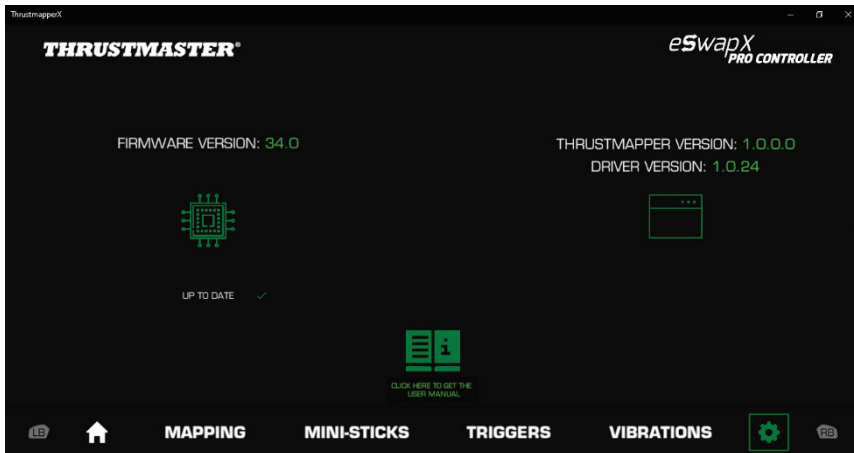 ThrustmapperX
THRUSTMASTER®
eSwapX
PRO CONTROLLER
FIRMWARE VERSION: 34.0
THRUSTMAPPER VERSION: 1.0.0.0
DRIVER VERSION: 1.0.24
UP TO DATE
CLICK HERE TO GET THE
USER MANUAL
LB MAPPING MINI-STICKS TRIGGERS VIBRATIONS RB